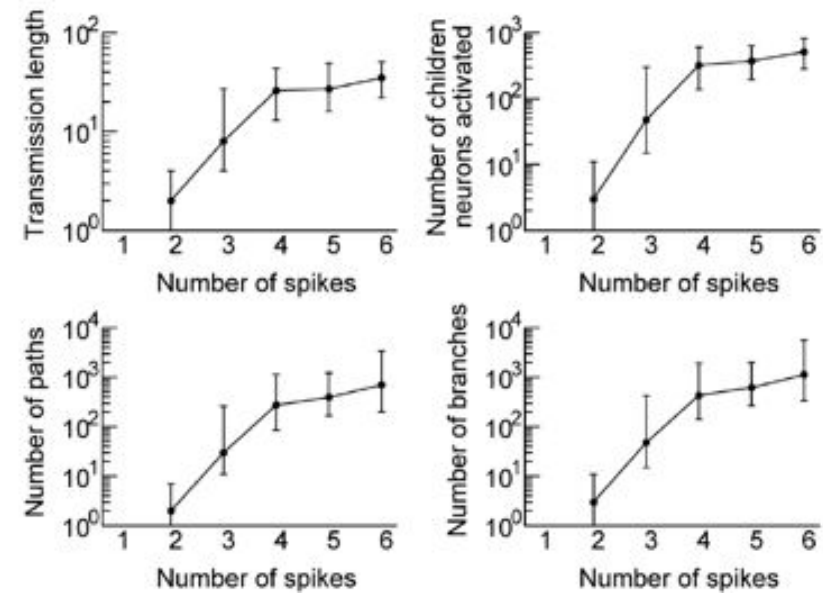 Transmission length
10^2
10^1
10^0
1 2 3 4 5 6
Number of spikes
Number of children
neurons activated
10^3
10^2
10^1
10^0
1 2 3 4 5 6
Number of spikes
Number of paths
10^4
10^3
10^2
10^1
10^0
1 2 3 4 5 6
Number of spikes
Number of branches
10^4
10^3
10^2
10^1
10^0
1 2 3 4 5 6
Number of spikes